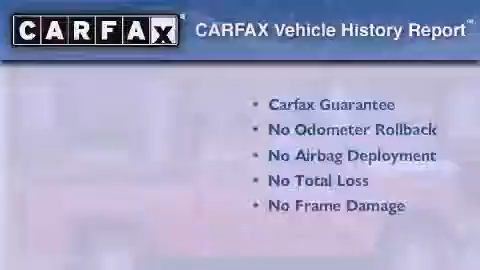 CARFAX® CARFAX Vehicle History Report™
• Carfax Guarantee
• No Odometer Rollback
• No Airbag Deployment
• No Total Loss
• No Frame Damage